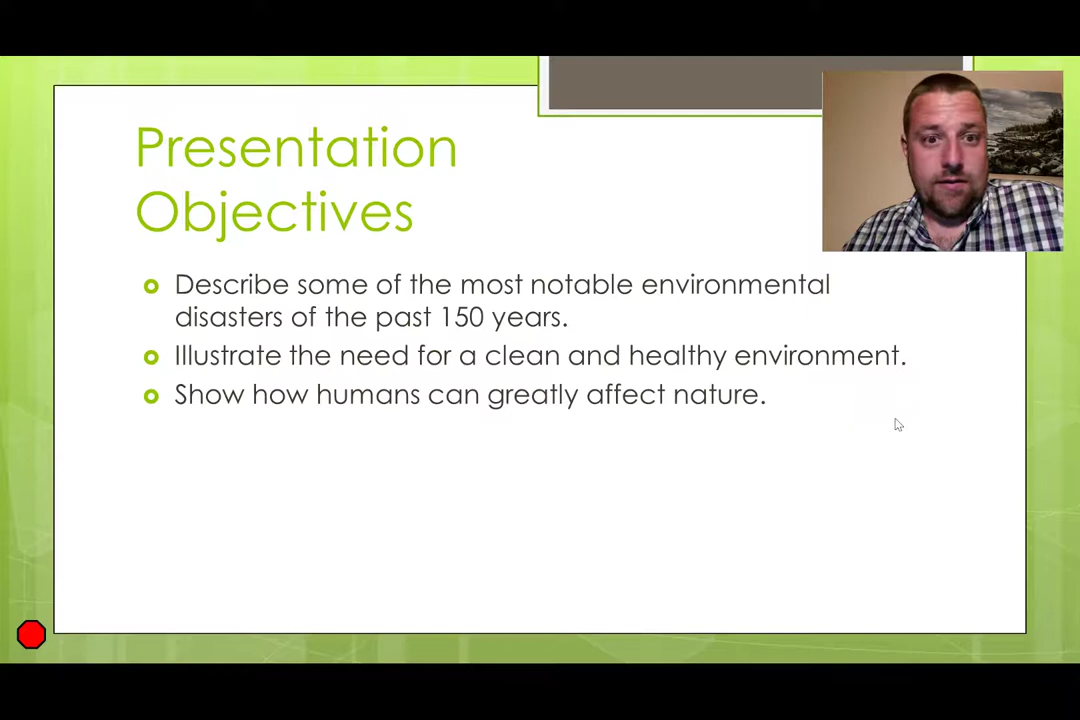 Presentation
Objectives
Describe some of the most notable environmental
disasters of the past 150 years.
Illustrate the need for a clean and healthy environment.
Show how humans can greatly affect nature.